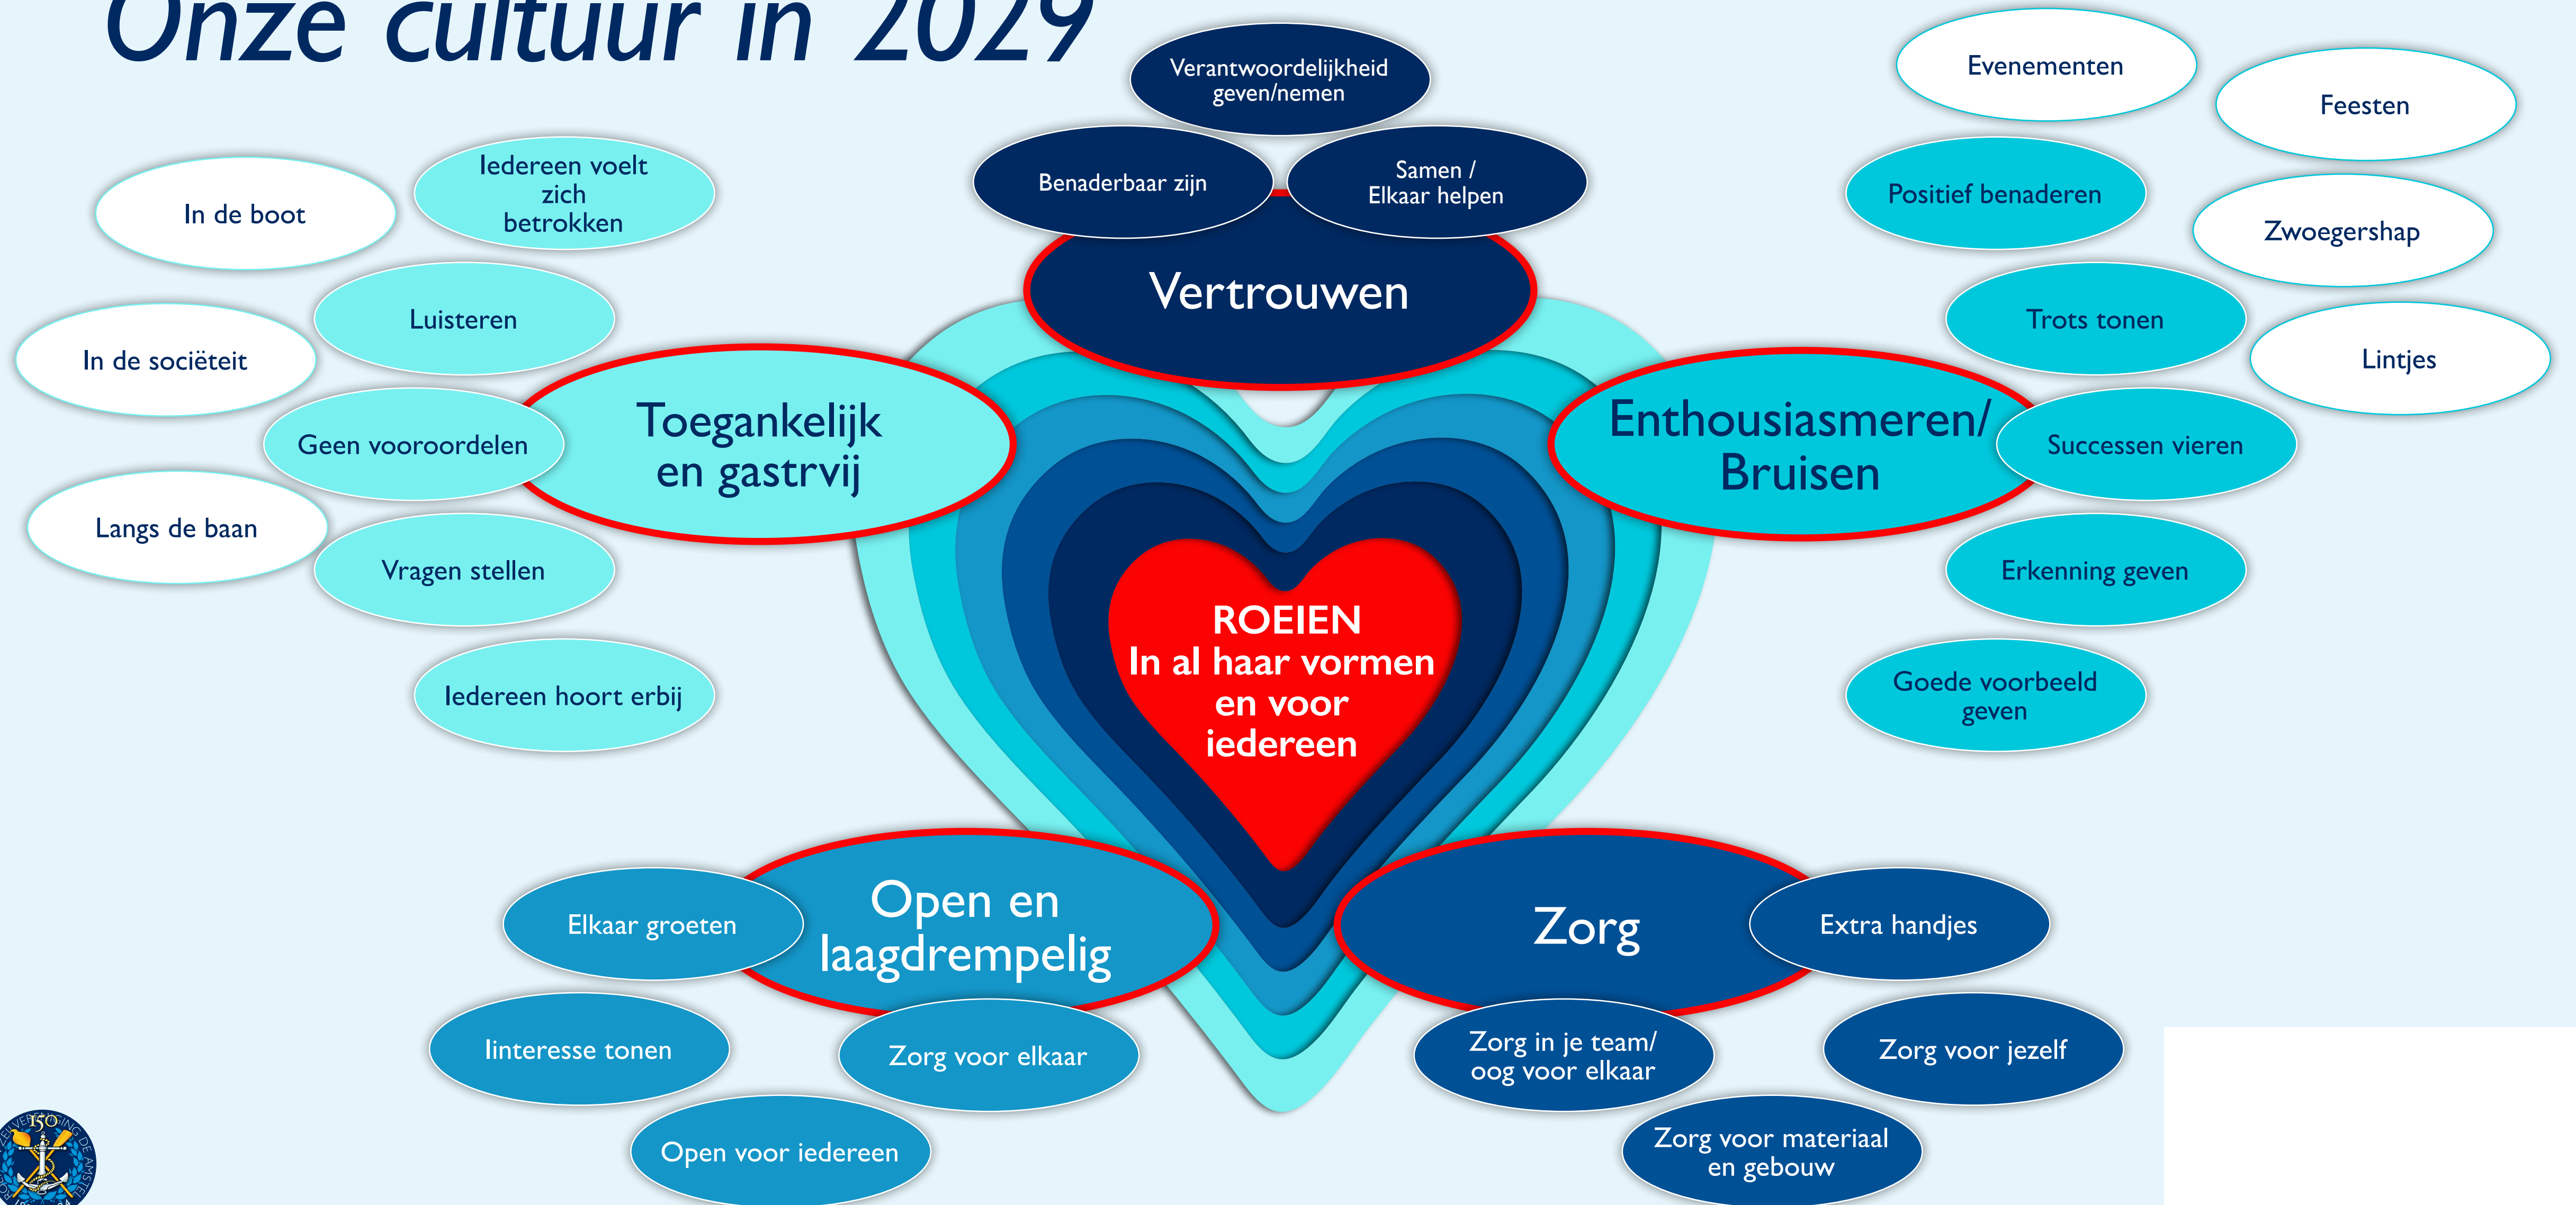 Onze cultuur in 2029
Verantwoordelijkheid
geven/nemen
Benaderbaar zijn
Samen /
Elkaar helpen
Vertrouwen
In de boot
In de sociëteit
Langs de baan
Iedereen voelt
zich
betrokken
Luisteren
Geen vooroordelen
Vragen stellen
Iedereen hoort erbij
Toegankelijk
en gastrvij
Evenementen
Feesten
Zwoegershap
Lintjes
Positief benaderen
Trots tonen
Successen vieren
Erkenning geven
Goede voorbeeld
geven
Enthousiasmeren/
Bruisen
ROEIEN
In al haar vormen
en voor
iedereen
Open en
laagdrempelig
Elkaar groeten
Iinteresse tonen
Zorg voor elkaar
Open voor iedereen
Zorg
Extra handjes
Zorg in je team/
oog voor elkaar
Zorg voor jezelf
Zorg voor materiaal
en gebouw
150
VERENIGING DE AMSTEL